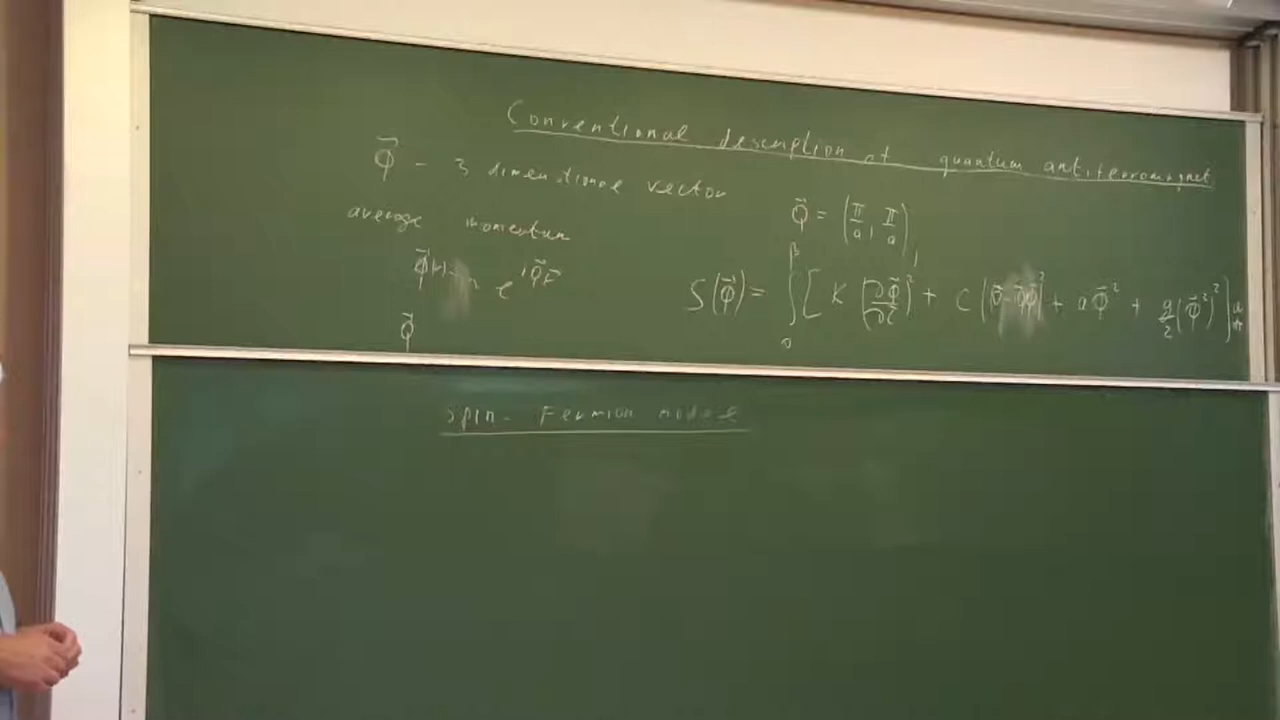 Conventional description of quantum antiferromagnet
φ⃗ – 3 dimensional vector
average momentum
Q⃗ = (π/a, π/a),
e^{iQ⃗r⃗}
S(φ⃗) = ∫₀^β [ K (∂φ⃗/∂τ)² + C ( )² + aφ⃗² + g/2 (φ⃗²)² ]
φ⃗
Spin-Fermion model